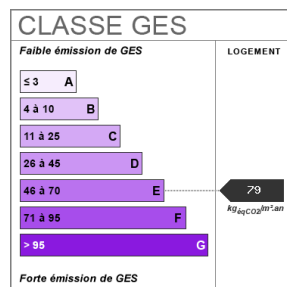 CLASSE GES
Faible émission de GES
LOGEMENT
≤ 3 A
4 à 10 B
11 à 25 C
26 à 45 D
46 à 70 E
79
kgéqCO2/m².an
71 à 95 F
> 95 G
Forte émission de GES